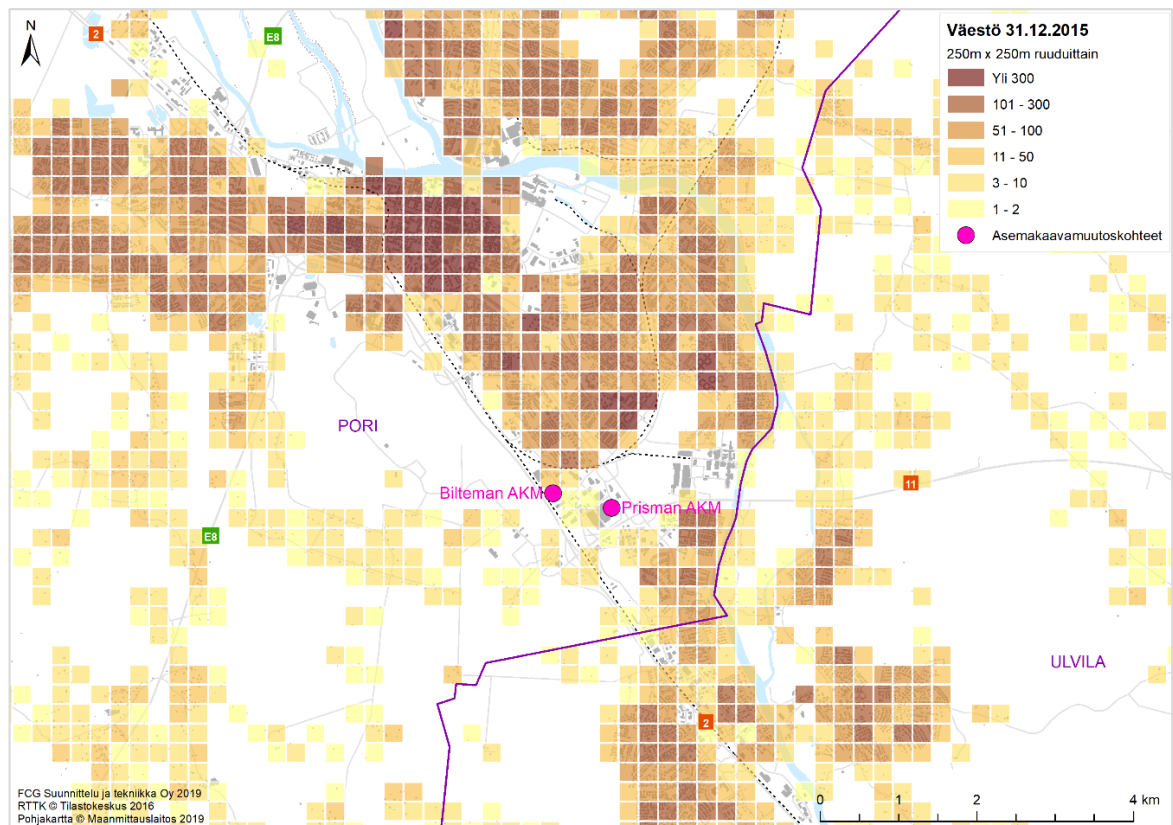 N
2
E8
Väestö 31.12.2015
250m x 250m ruuduittain
Yli 300
101 - 300
51 - 100
11 - 50
3 - 10
1 - 2
Asemakaavamuutoskohteet
PORI
11
Bilteman AKM
Prisman AKM
E8
ULVILA
2
FCG Suunnittelu ja tekniikka Oy 2019
RTTK © Tilastokeskus 2016
Pohjakartta © Maanmittauslaitos 2019
0 1 2 4 km